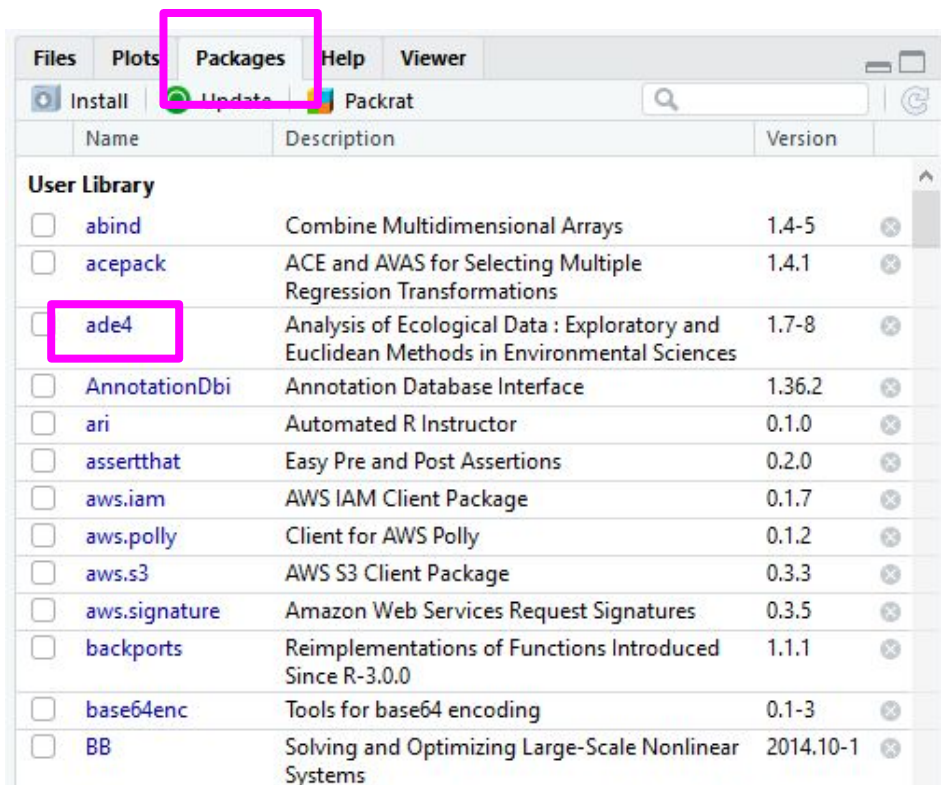 Files Plots Packages Help Viewer
Install Update Packrat
Name Description Version
User Library
abind Combine Multidimensional Arrays 1.4-5
acepack ACE and AVAS for Selecting Multiple 1.4.1
Regression Transformations
ade4 Analysis of Ecological Data : Exploratory and 1.7-8
Euclidean Methods in Environmental Sciences
AnnotationDbi Annotation Database Interface 1.36.2
ari Automated R Instructor 0.1.0
assertthat Easy Pre and Post Assertions 0.2.0
aws.iam AWS IAM Client Package 0.1.7
aws.polly Client for AWS Polly 0.1.2
aws.s3 AWS S3 Client Package 0.3.3
aws.signature Amazon Web Services Request Signatures 0.3.5
backports Reimplementations of Functions Introduced 1.1.1
Since R-3.0.0
base64enc Tools for base64 encoding 0.1-3
BB Solving and Optimizing Large-Scale Nonlinear 2014.10-1
Systems